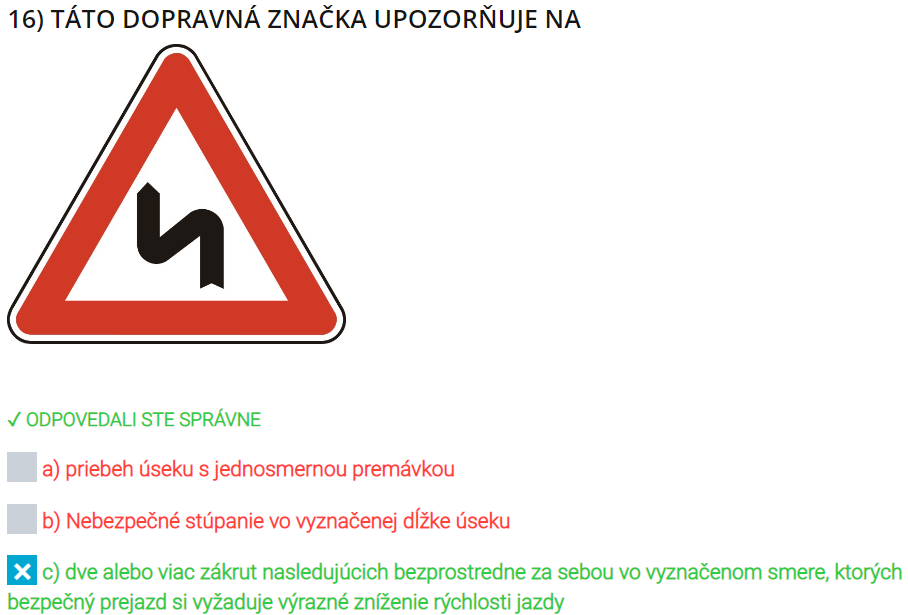 16) TÁTO DOPRAVNÁ ZNAČKA UPOZORŇUJE NA
✓ ODPOVEDALI STE SPRÁVNE
a) priebeh úseku s jednosmernou premávkou
b) Nebezpečné stúpanie vo vyznačenej dĺžke úseku
c) dve alebo viac zákrut nasledujúcich bezprostredne za sebou vo vyznačenom smere, ktorých
bezpečný prejazd si vyžaduje výrazné zníženie rýchlosti jazdy